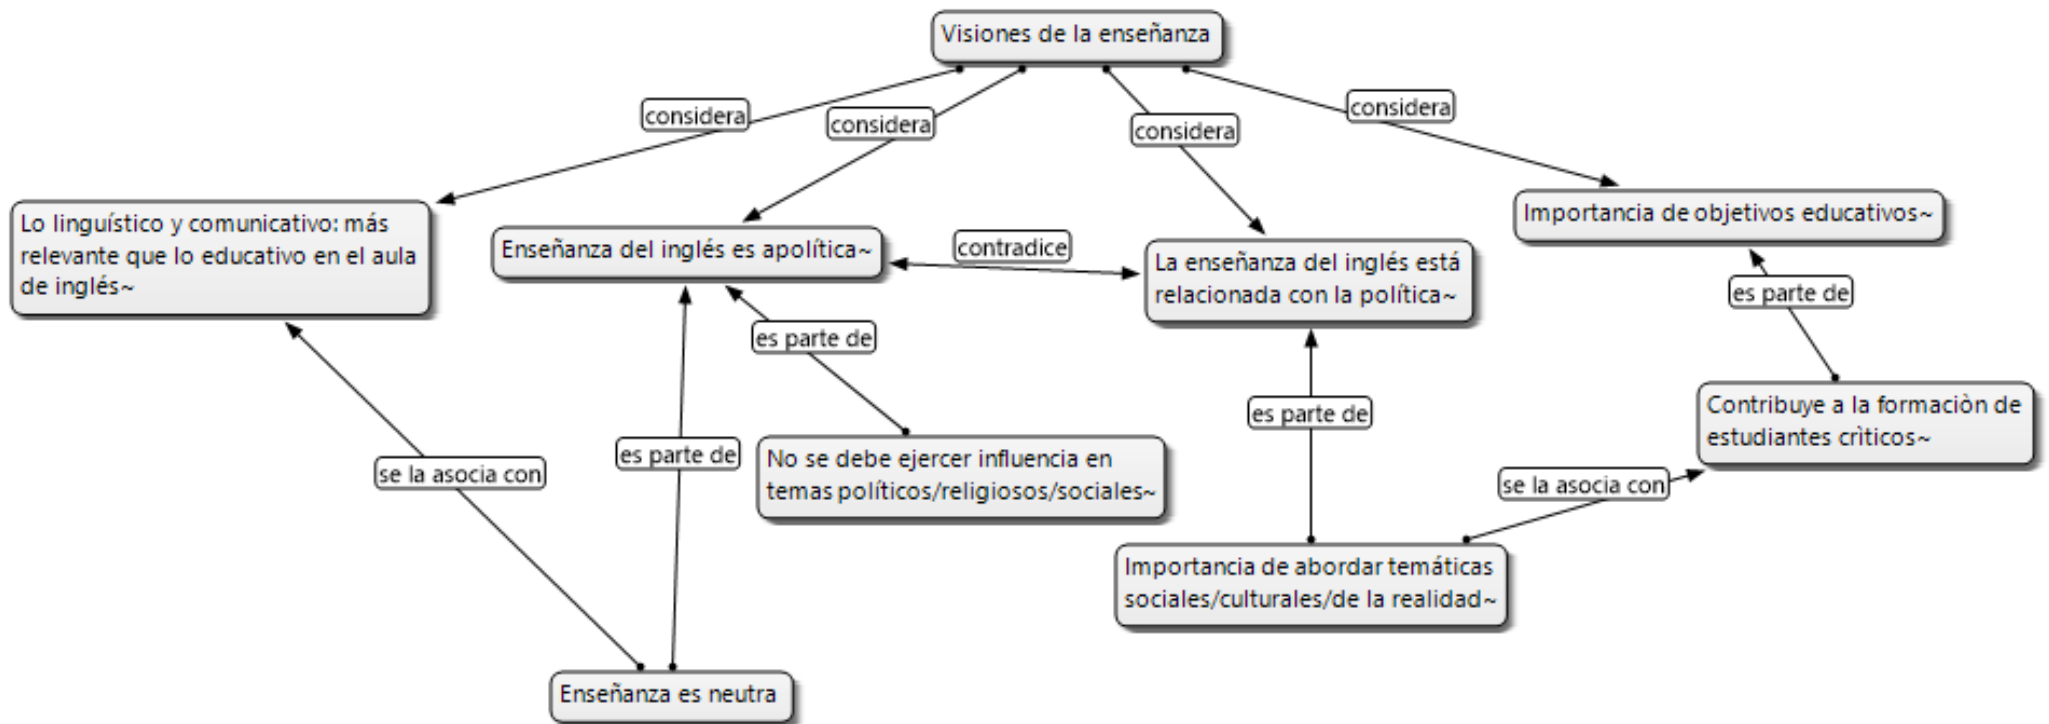 Visiones de la enseñanza
considera
considera
considera
considera
Lo linguístico y comunicativo: más
relevante que lo educativo en el aula
de inglés~
Enseñanza del inglés es apolítica~
contradice
La enseñanza del inglés está
relacionada con la política~
Importancia de objetivos educativos~
es parte de
es parte de
es parte de
es parte de
Contribuye a la formaciòn de
estudiantes crìticos~
No se debe ejercer influencia en
temas políticos/religiosos/sociales~
se la asocia con
se la asocia con
Importancia de abordar temáticas
sociales/culturales/de la realidad~
Enseñanza es neutra